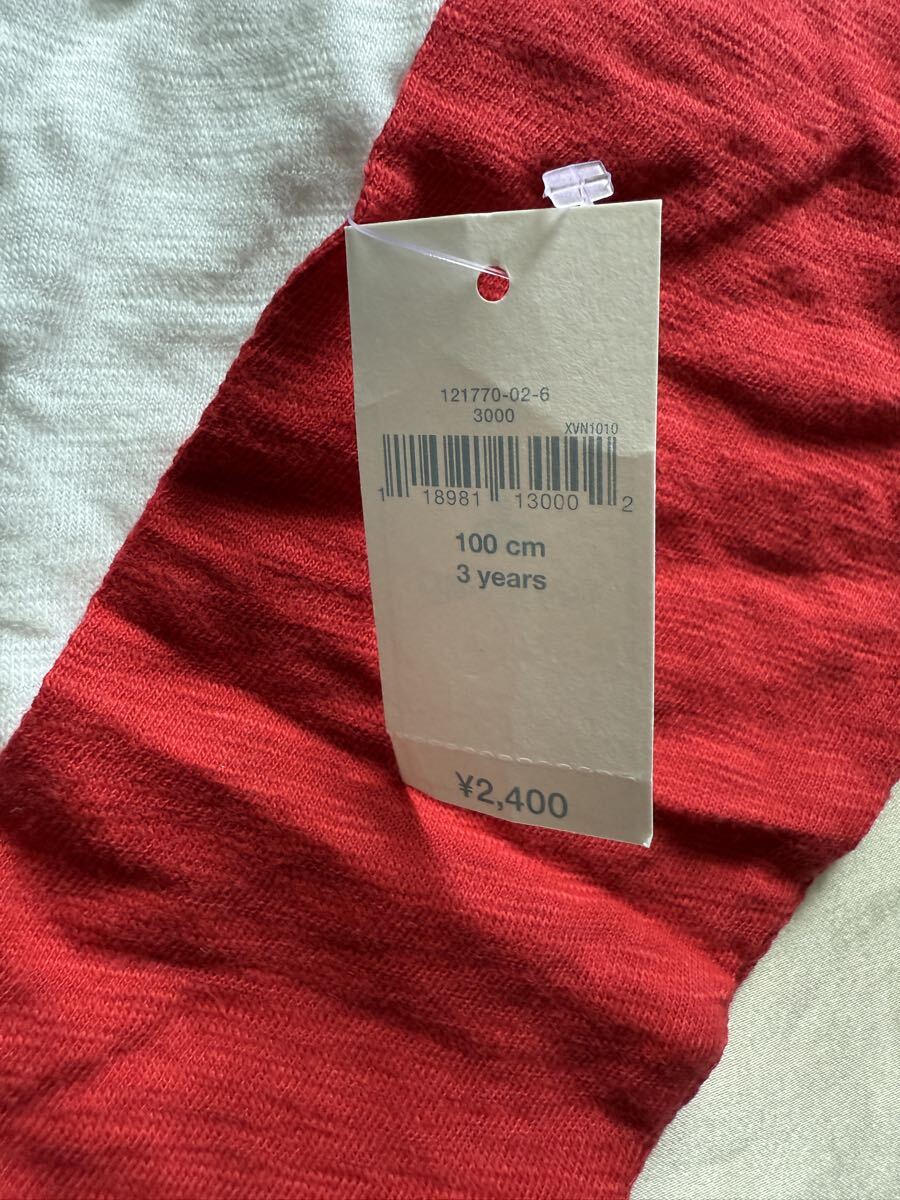 121770-02-6
3000
XVN1010
1 18981 13000 2
100 cm
3 years
¥2,400